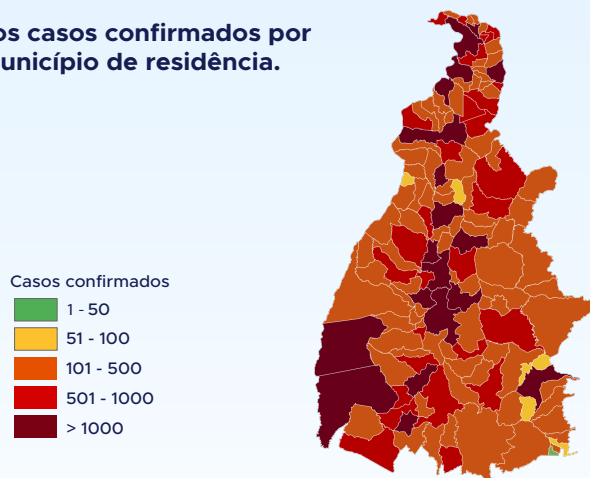 os casos confirmados por
unicípio de residência.
Casos confirmados
1 - 50
51 - 100
101 - 500
501 - 1000
> 1000